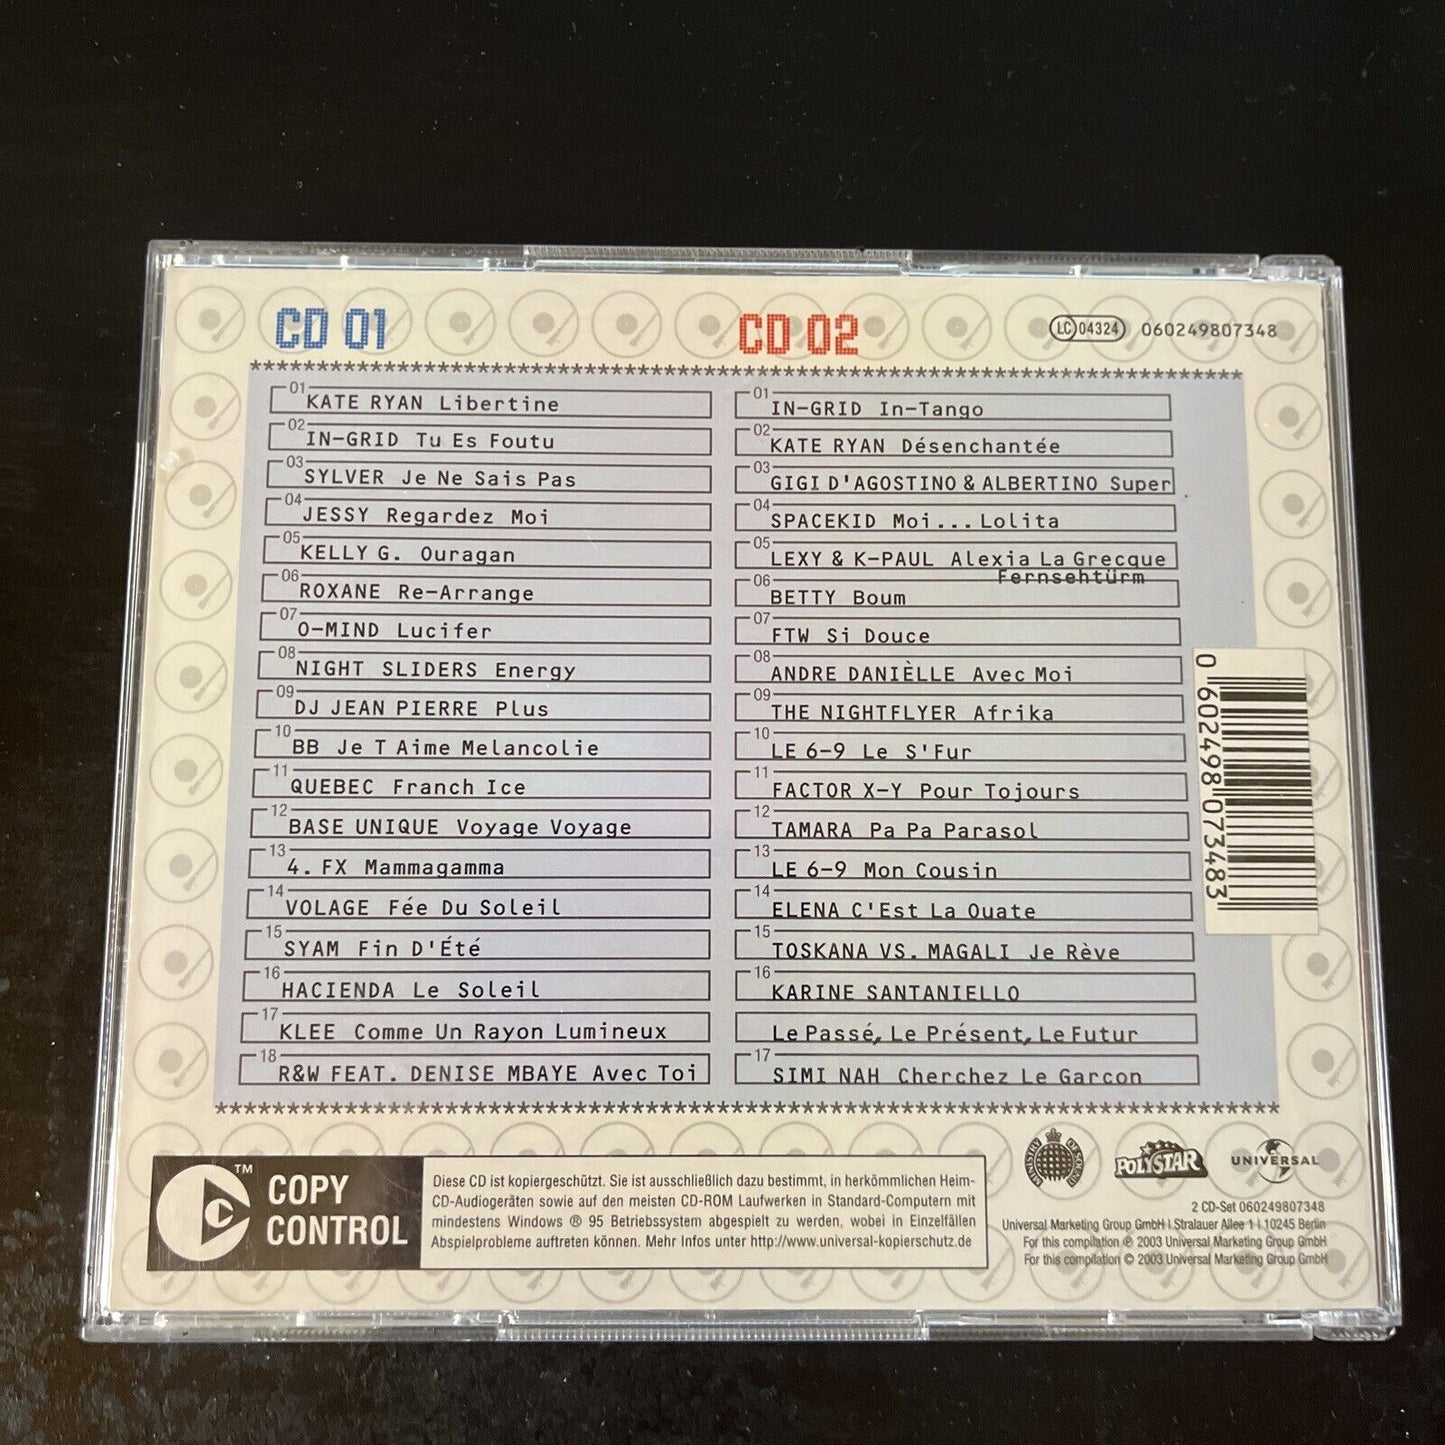 CD 01
01 KATE RYAN Libertine
02 IN-GRID Tu Es Foutu
03 SYLVER Je Ne Sais Pas
04 JESSY Regardez Moi
05 KELLY G. Ouragan
06 ROXANE Re-Arrange
07 O-MIND Lucifer
08 NIGHT SLIDERS Energy
09 DJ JEAN PIERRE Plus
10 BB Je T Aime Melancolie
11 QUEBEC Franch Ice
12 BASE UNIQUE Voyage Voyage
13 4. FX Mammagamma
14 VOLAGE Fée Du Soleil
15 SYAM Fin D'Été
16 HACIENDA Le Soleil
17 KLEE Comme Un Rayon Lumineux
18 R&W FEAT. DENISE MBAYE Avec Toi
CD 02
LC 04324 060249807348
01 IN-GRID In-Tango
02 KATE RYAN Désenchantée
03 GIGI D'AGOSTINO & ALBERTINO Super
04 SPACEKID Moi...Lolita
05 LEXY & K-PAUL Alexia La Grecque
Fernsehtürm
06 BETTY Boum
07 FTW Si Douce
08 ANDRE DANIÈLLE Avec Moi
09 THE NIGHTFLYER Afrika
10 LE 6-9 Le S'Fur
11 FACTOR X-Y Pour Tojours
12 TAMARA Pa Pa Parasol
13 LE 6-9 Mon Cousin
14 ELENA C'Est La Ouate
15 TOSKANA VS. MAGALI Je Rève
16 KARINE SANTANIELLO
Le Passé, Le Présent, Le Futur
17 SIMI NAH Cherchez Le Garcon
0 602498 073483
COPY
CONTROL
TM
Diese CD ist kopiergeschützt. Sie ist ausschließlich dazu bestimmt, in herkömmlichen Heim-
CD-Audiogeräten sowie auf den meisten CD-ROM Laufwerken in Standard-Computern mit
mindestens Windows ® 95 Betriebssystem abgespielt zu werden, wobei in Einzelfällen
Abspielprobleme auftreten können. Mehr Infos unter http://www.universal-kopierschutz.de
MINISTRY OF SOUND
POLYSTAR
UNIVERSAL
2 CD-Set 060249807348
Universal Marketing Group GmbH I Stralauer Allee 1 I 10245 Berlin
For this compilation ℗ 2003 Universal Marketing Group GmbH
For this compilation © 2003 Universal Marketing Group GmbH